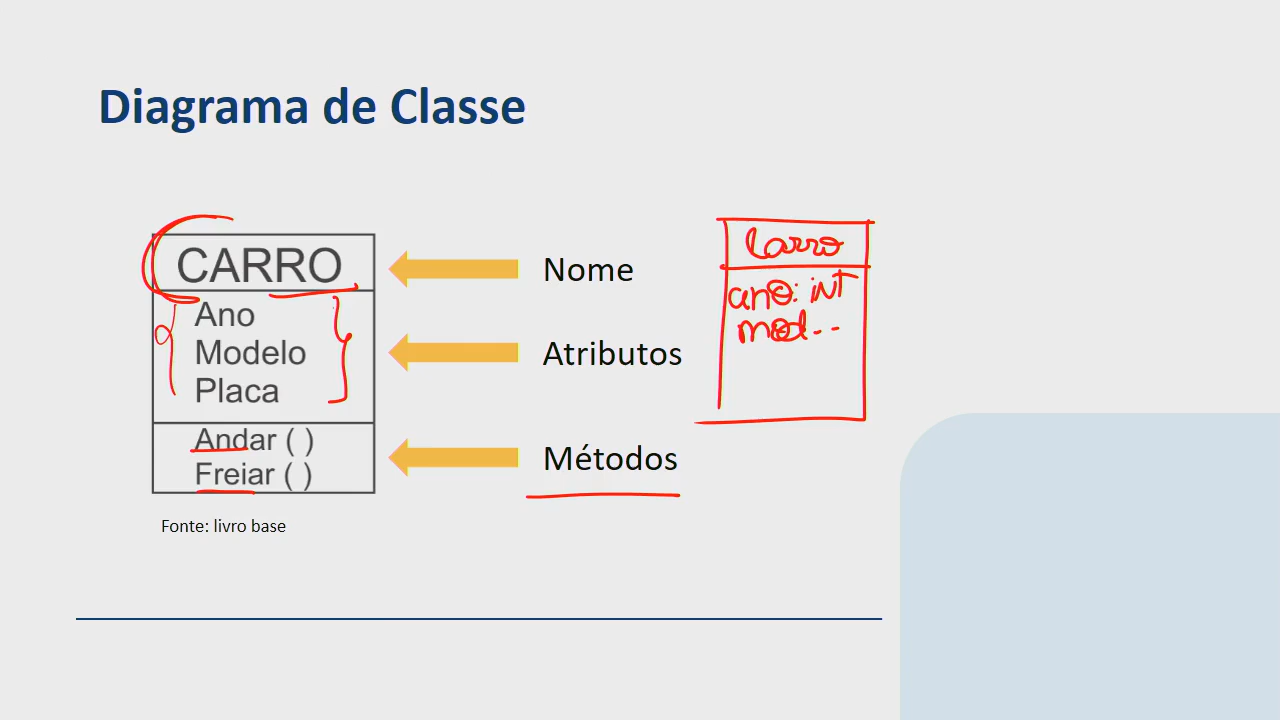 Diagrama de Classe
CARRO
Ano
Modelo
Placa
Andar ( )
Freiar ( )
Nome
Atributos
Métodos
Carro
ano: int
mod...
Fonte: livro base